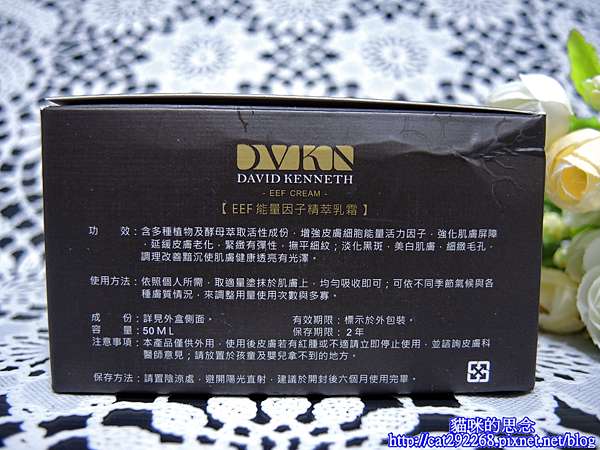 DVKN
DAVID KENNETH
- EEF CREAM -
【 EEF 能量因子精萃乳霜 】
功 效：含多種植物及酵母萃取活性成份，增強皮膚細胞能量活力因子，強化肌膚屏障
，延緩皮膚老化，緊緻有彈性，撫平細紋；淡化黑斑，美白肌膚，細緻毛孔，
調理改善黯沉使肌膚健康透亮有光澤。
使用方法：依照個人所需，取適量塗抹於肌膚上，均勻吸收即可；可依不同季節氣候與各
種膚質情況，來調整用量使用次數與多寡。
成 份：詳見外盒側面。 有效期限：標示於外包裝。
容 量：50ML 保存期限：2年
注意事項：本產品僅供外用，使用後皮膚若有紅腫或不適請立即停止使用，並諮詢皮膚科
醫師意見；請放置於孩童及嬰兒拿不到的地方。
保存方法：請置陰涼處，避開陽光直射，建議於開封後六個月使用完畢。
貓咪的思念
http://cat292268.pixnet.net/blog